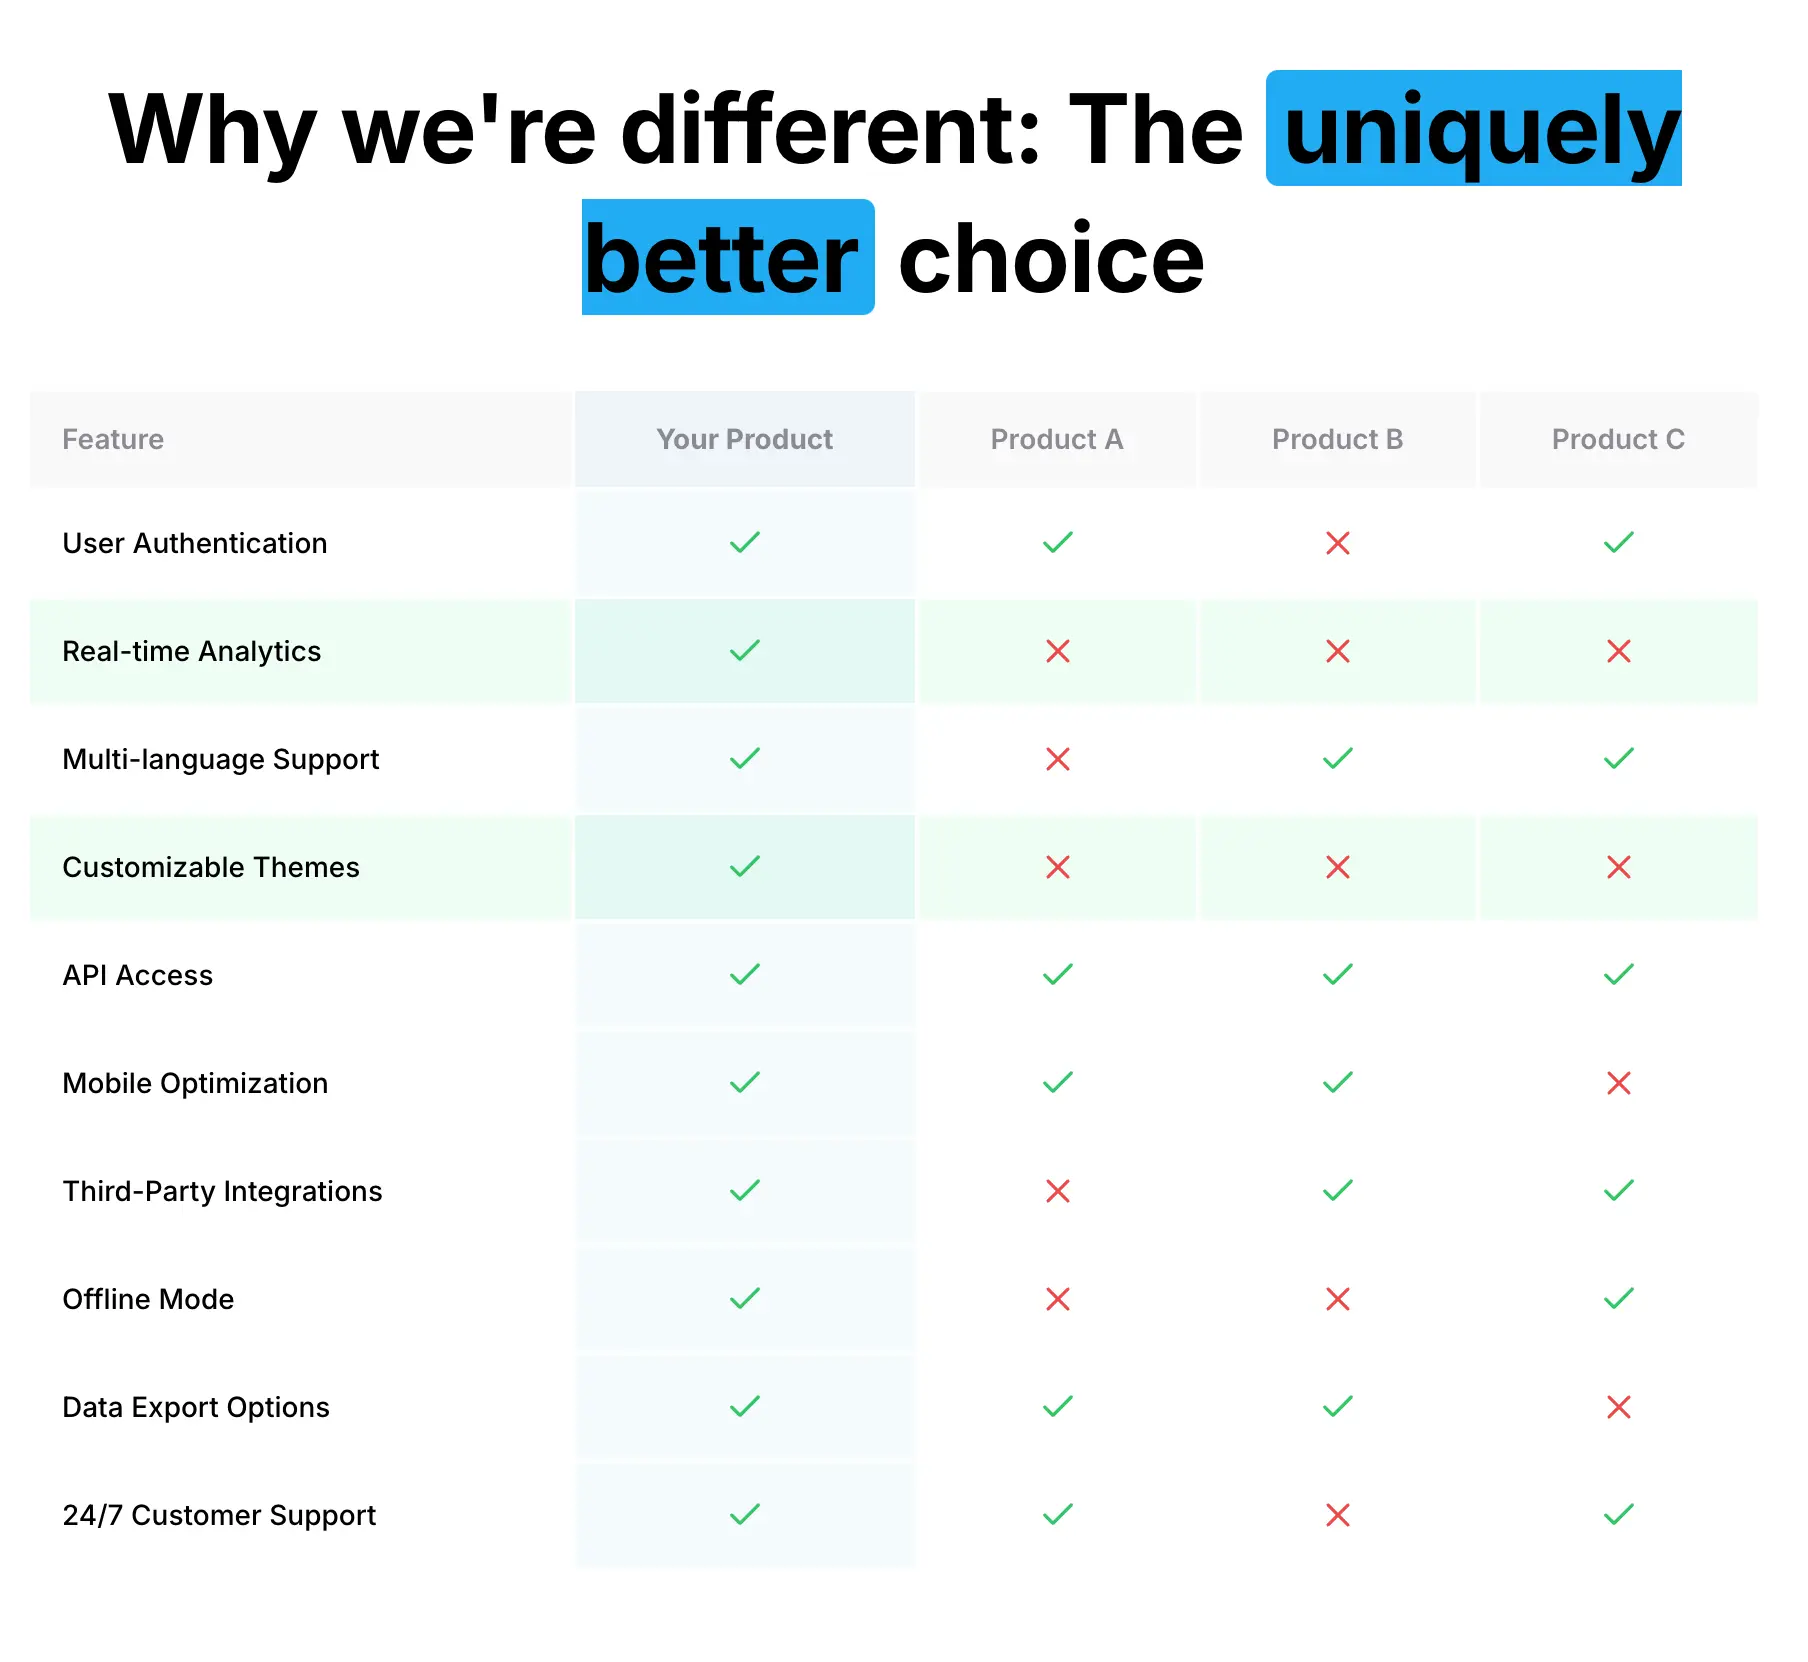 Why we're different: The uniquely
better choice
Feature Your Product Product A Product B Product C
User Authentication
Real-time Analytics
Multi-language Support
Customizable Themes
API Access
Mobile Optimization
Third-Party Integrations
Offline Mode
Data Export Options
24/7 Customer Support